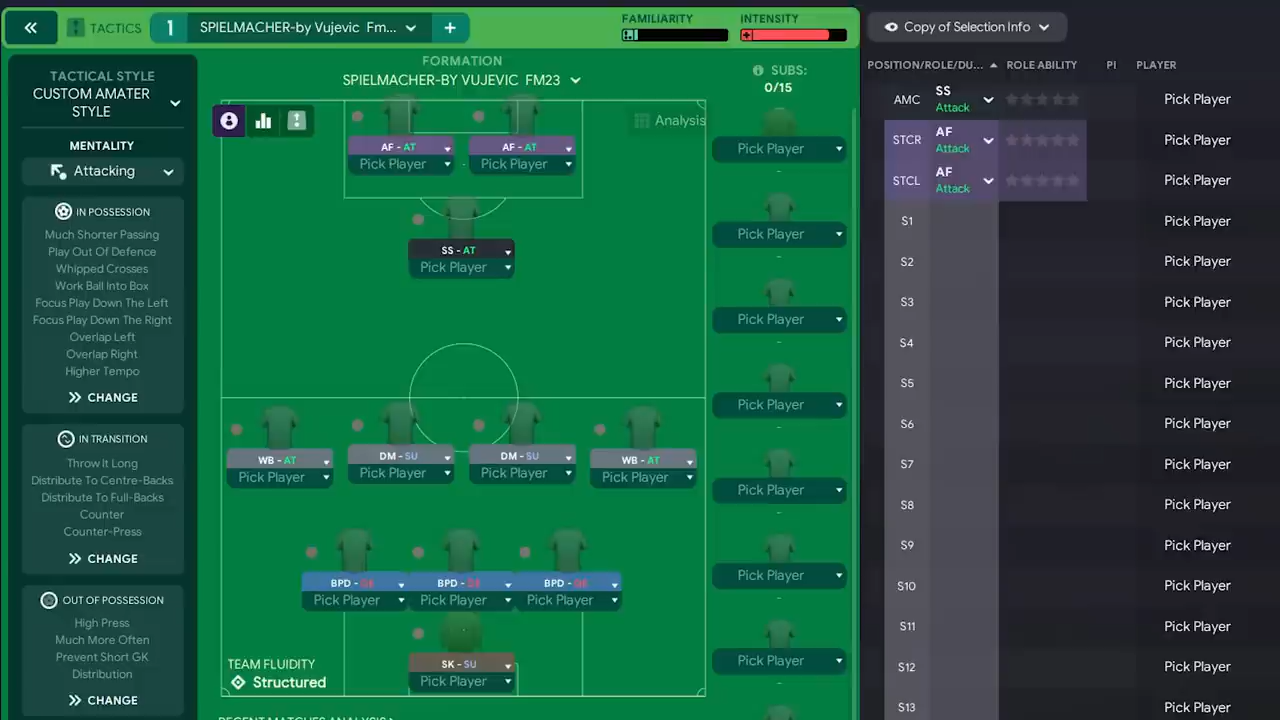 TACTICS
1
SPIELMACHER-by Vujevic Fm...
FAMILIARITY
INTENSITY
TACTICAL STYLE
CUSTOM AMATER
STYLE
MENTALITY
Attacking
IN POSSESSION
Much Shorter Passing
Play Out Of Defence
Whipped Crosses
Work Ball Into Box
Focus Play Down The Left
Focus Play Down The Right
Overlap Left
Overlap Right
Higher Tempo
CHANGE
IN TRANSITION
Throw It Long
Distribute To Centre-Backs
Distribute To Full-Backs
Counter
Counter-Press
CHANGE
OUT OF POSSESSION
High Press
Much More Often
Prevent Short GK
Distribution
CHANGE
FORMATION
SPIELMACHER-BY VUJEVIC FM23
Analysis
AF - AT
Pick Player
AF - AT
Pick Player
SS - AT
Pick Player
WB - AT
Pick Player
DM - SU
Pick Player
DM - SU
Pick Player
WB - AT
Pick Player
BPD - DE
Pick Player
BPD - DE
Pick Player
BPD - DE
Pick Player
SK - SU
Pick Player
TEAM FLUIDITY
Structured
RECENT MATCHES ANALYSIS
SUBS:
0/15
Pick Player
-
Pick Player
-
Pick Player
-
Pick Player
-
Pick Player
-
Pick Player
-
Pick Player
-
Copy of Selection Info
POSITION/ROLE/DU... ROLE ABILITY PI PLAYER
AMC SS Attack Pick Player
STCR AF Attack Pick Player
STCL AF Attack Pick Player
S1 Pick Player
S2 Pick Player
S3 Pick Player
S4 Pick Player
S5 Pick Player
S6 Pick Player
S7 Pick Player
S8 Pick Player
S9 Pick Player
S10 Pick Player
S11 Pick Player
S12 Pick Player
S13 Pick Player